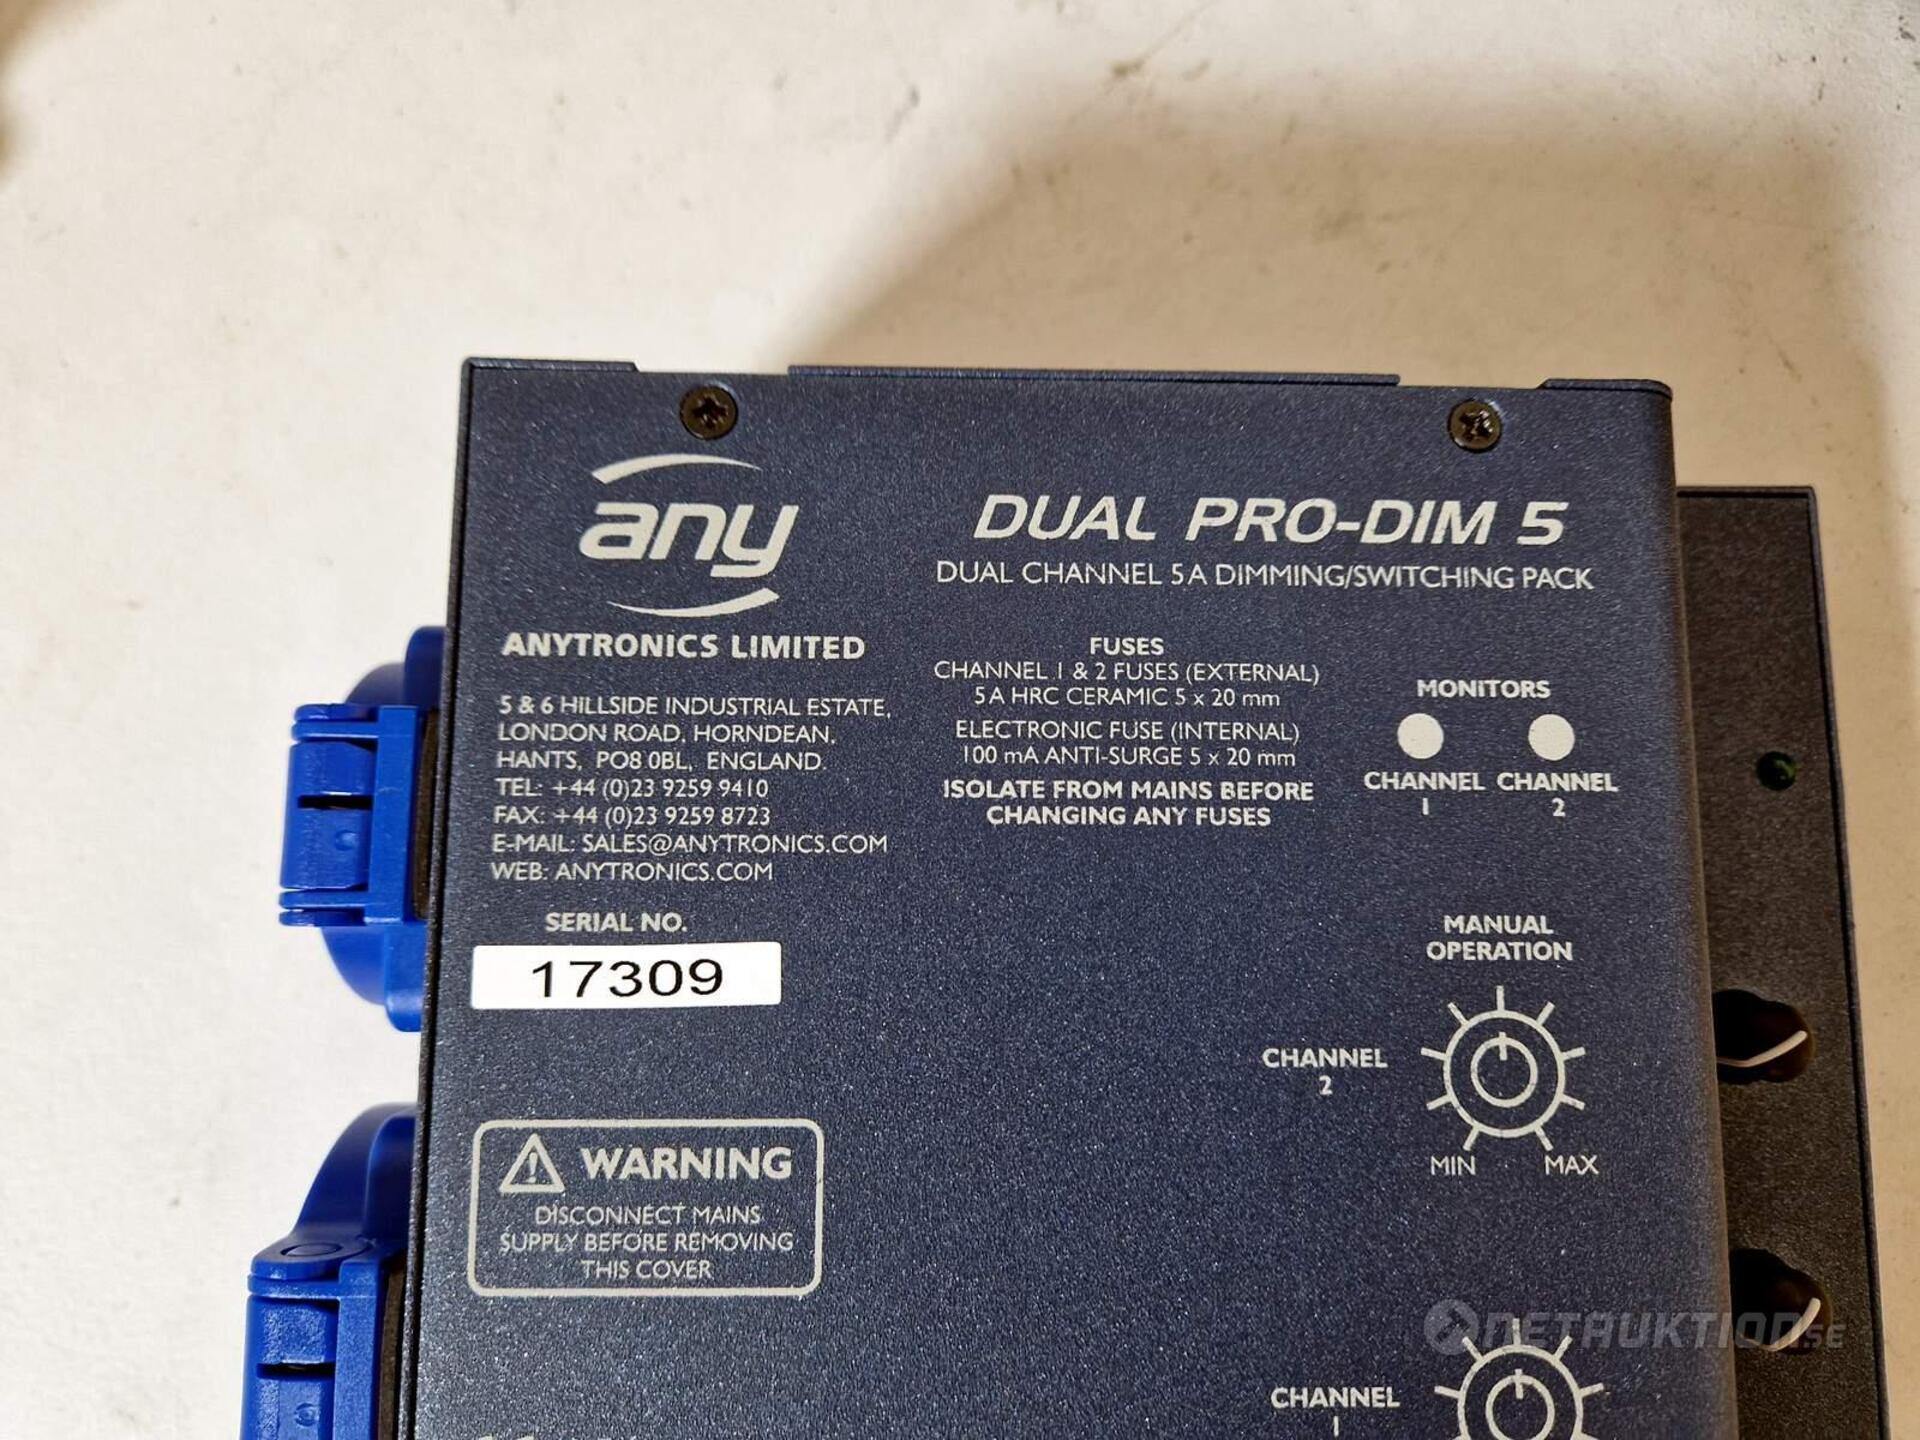 any
DUAL PRO-DIM 5
DUAL CHANNEL 5A DIMMING/SWITCHING PACK
ANYTRONICS LIMITED
5 & 6 HILLSIDE INDUSTRIAL ESTATE,
LONDON ROAD, HORNDEAN,
HANTS, PO8 0BL, ENGLAND.
TEL: +44 (0)23 9259 9410
FAX: +44 (0)23 9259 8723
E-MAIL: SALES@ANYTRONICS.COM
WEB: ANYTRONICS.COM
SERIAL NO.
17309
FUSES
CHANNEL 1 & 2 FUSES (EXTERNAL)
5A HRC CERAMIC 5 x 20 mm
ELECTRONIC FUSE (INTERNAL)
100 mA ANTI-SURGE 5 x 20 mm
ISOLATE FROM MAINS BEFORE
CHANGING ANY FUSES
MONITORS
CHANNEL CHANNEL
1 2
MANUAL
OPERATION
CHANNEL
2
MIN MAX
WARNING
DISCONNECT MAINS
SUPPLY BEFORE REMOVING
THIS COVER
CHANNEL
1
NETAUKTION.SE